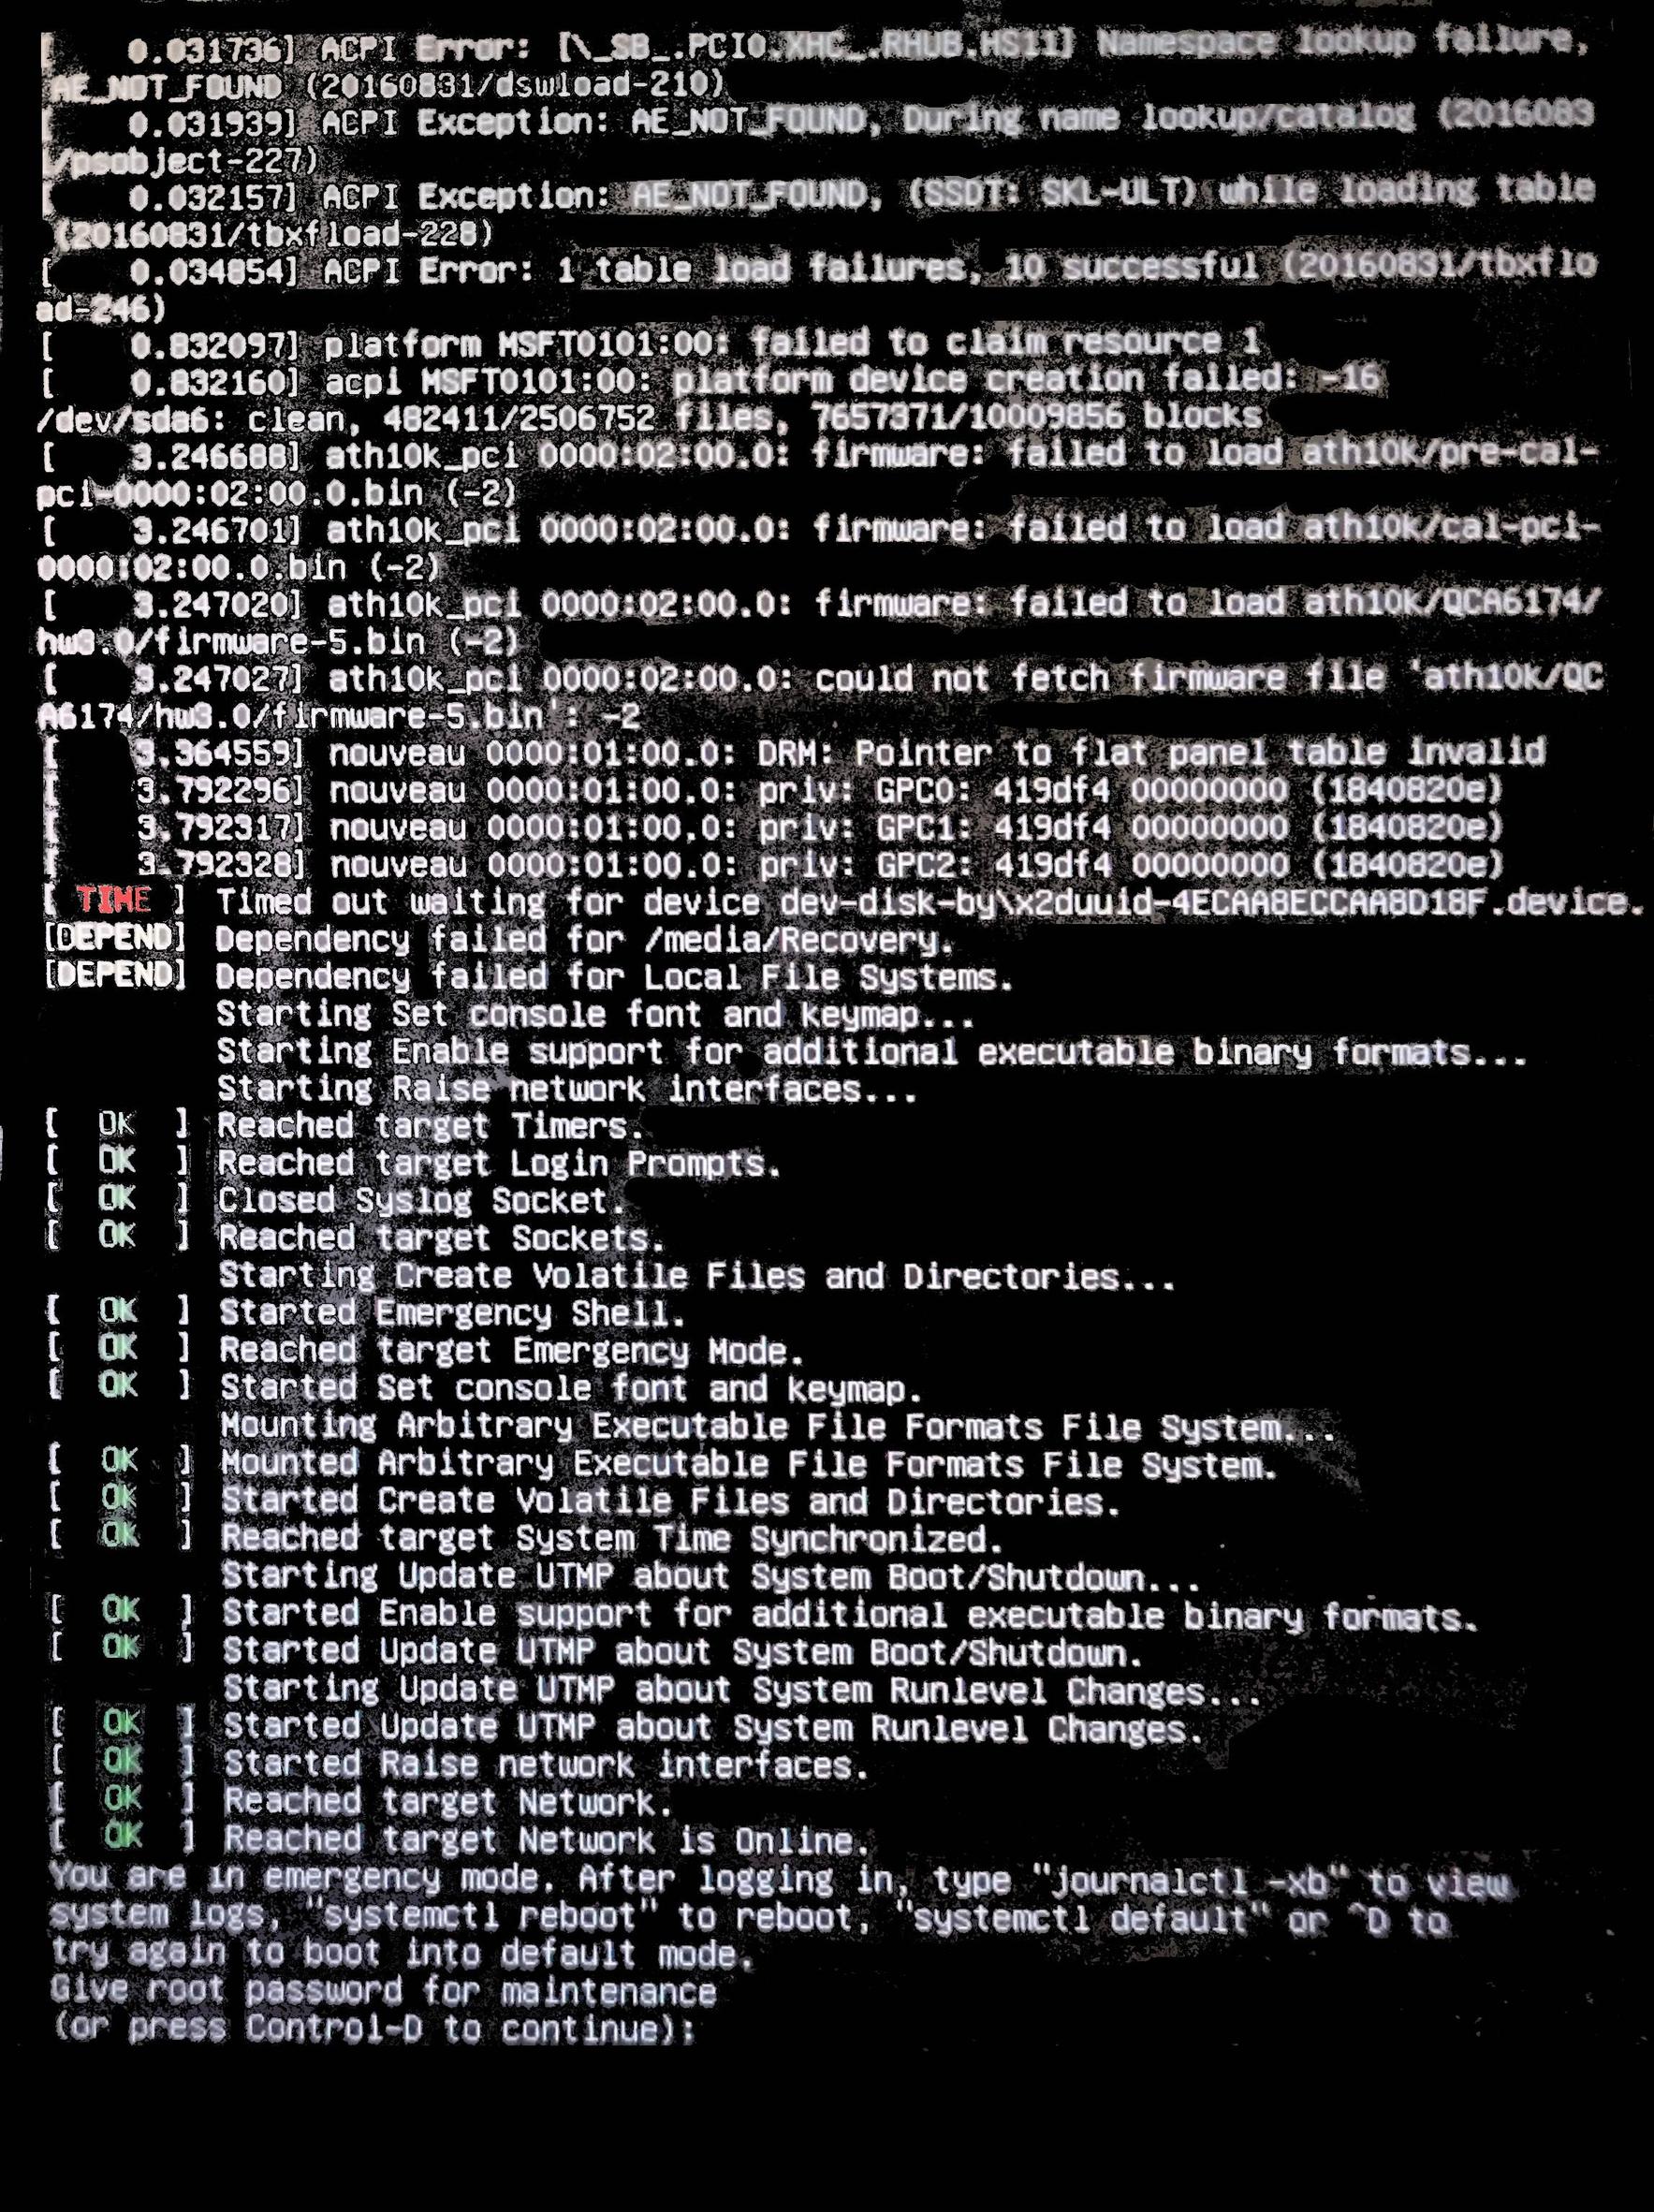 [    0.031736] ACPI Error: [\_SB_.PCI0.XHC_.RHUB.HS11] Namespace lookup failure,
AE_NOT_FOUND (20160831/dswload-210)
[    0.031939] ACPI Exception: AE_NOT_FOUND, During name lookup/catalog (2016083
/psobject-227)
[    0.032157] ACPI Exception: AE_NOT_FOUND, (SSDT: SKL-ULT) while loading table
(20160831/tbxfload-228)
[    0.034854] ACPI Error: 1 table load failures, 10 successful (20160831/tbxflo
ad-246)
[    0.832097] platform MSFT0101:00: failed to claim resource 1
[    0.832160] acpi MSFT0101:00: platform device creation failed: -16
/dev/sda6: clean, 482411/2506752 files, 7657371/10009856 blocks
[    3.246688] ath10k_pci 0000:02:00.0: firmware: failed to load ath10k/pre-cal-
pci-0000:02:00.0.bin (-2)
[    3.246701] ath10k_pci 0000:02:00.0: firmware: failed to load ath10k/cal-pci-
0000:02:00.0.bin (-2)
[    3.247020] ath10k_pci 0000:02:00.0: firmware: failed to load ath10k/QCA6174/
hw3.0/firmware-5.bin (-2)
[    3.247027] ath10k_pci 0000:02:00.0: could not fetch firmware file 'ath10k/QC
A6174/hw3.0/firmware-5.bin': -2
[    3.364559] nouveau 0000:01:00.0: DRM: Pointer to flat panel table invalid
[    3.792296] nouveau 0000:01:00.0: priv: GPC0: 419df4 00000000 (1840820e)
[    3.792317] nouveau 0000:01:00.0: priv: GPC1: 419df4 00000000 (1840820e)
[    3.792328] nouveau 0000:01:00.0: priv: GPC2: 419df4 00000000 (1840820e)
[ TIME ] Timed out waiting for device dev-disk-by\x2duuid-4ECAA8ECCAA8D18F.device.
[DEPEND] Dependency failed for /media/Recovery.
[DEPEND] Dependency failed for Local File Systems.
Starting Set console font and keymap...
Starting Enable support for additional executable binary formats...
Starting Raise network interfaces...
[  OK  ] Reached target Timers.
[  OK  ] Reached target Login Prompts.
[  OK  ] Closed Syslog Socket.
[  OK  ] Reached target Sockets.
Starting Create Volatile Files and Directories...
[  OK  ] Started Emergency Shell.
[  OK  ] Reached target Emergency Mode.
[  OK  ] Started Set console font and keymap.
Mounting Arbitrary Executable File Formats File System...
[  OK  ] Mounted Arbitrary Executable File Formats File System.
[  OK  ] Started Create Volatile Files and Directories.
[  OK  ] Reached target System Time Synchronized.
Starting Update UTMP about System Boot/Shutdown...
[  OK  ] Started Enable support for additional executable binary formats.
[  OK  ] Started Update UTMP about System Boot/Shutdown.
Starting Update UTMP about System Runlevel Changes...
[  OK  ] Started Update UTMP about System Runlevel Changes.
[  OK  ] Started Raise network interfaces.
[  OK  ] Reached target Network.
[  OK  ] Reached target Network is Online.
You are in emergency mode. After logging in, type "journalctl -xb" to view
system logs, "systemctl reboot" to reboot, "systemctl default" or ^D to
try again to boot into default mode.
Give root password for maintenance
(or press Control-D to continue):